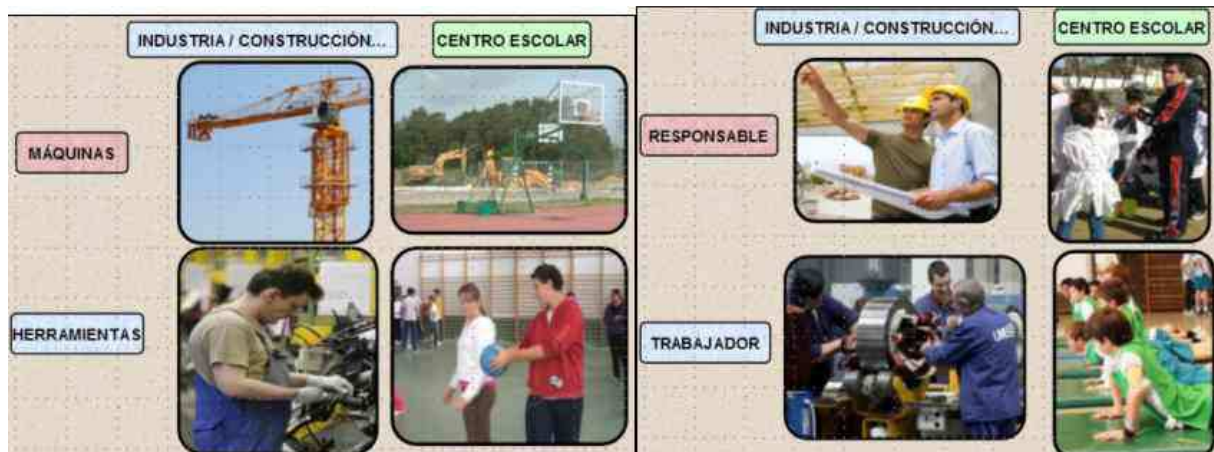 INDUSTRIA / CONSTRUCCIÓN...
CENTRO ESCOLAR
MÁQUINAS
HERRAMIENTAS
INDUSTRIA / CONSTRUCCIÓN...
CENTRO ESCOLAR
RESPONSABLE
TRABAJADOR